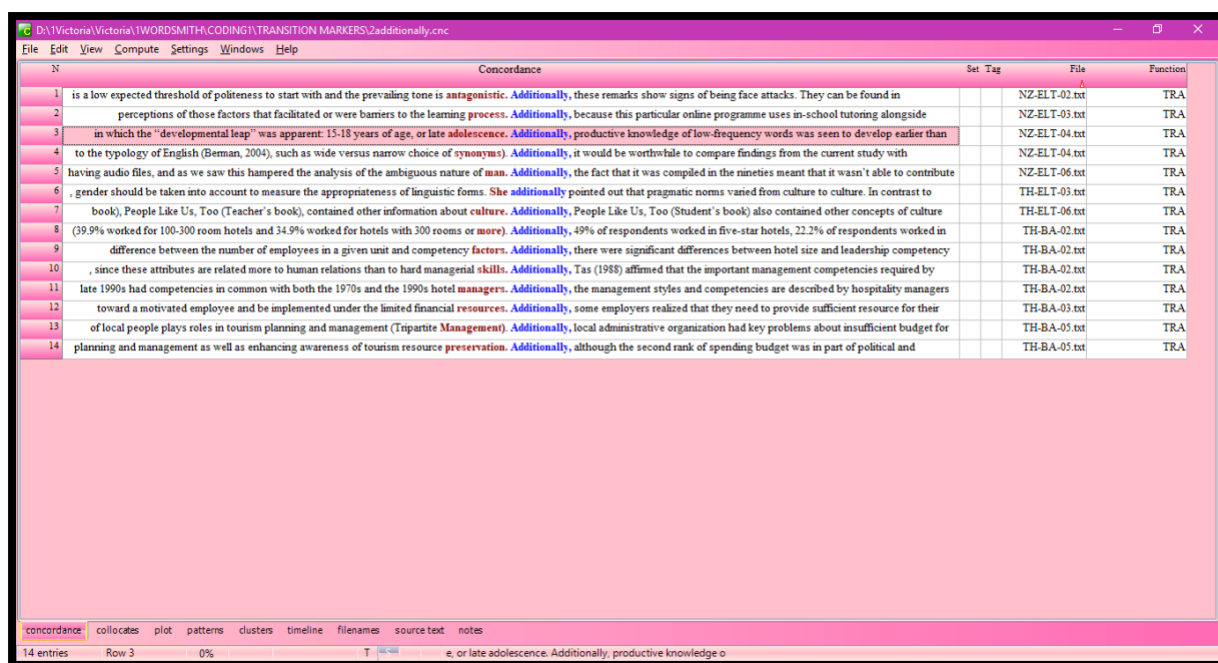 D:\1Victoria\Victoria\1WORDSMITH\CODING1\TRANSITION MARKERS\2additionally.cnc
File Edit View Compute Settings Windows Help
N Concordance Set Tag File Function
1 is a low expected threshold of politeness to start with and the prevailing tone is antagonistic. Additionally, these remarks show signs of being face attacks. They can be found in NZ-ELT-02.txt TRA
2 perceptions of those factors that facilitated or were barriers to the learning process. Additionally, because this particular online programme uses in-school tutoring alongside NZ-ELT-03.txt TRA
3 in which the “developmental leap” was apparent: 15-18 years of age, or late adolescence. Additionally, productive knowledge of low-frequency words was seen to develop earlier than NZ-ELT-04.txt TRA
4 to the typology of English (Berman, 2004), such as wide versus narrow choice of synonyms). Additionally, it would be worthwhile to compare findings from the current study with NZ-ELT-04.txt TRA
5 having audio files, and as we saw this hampered the analysis of the ambiguous nature of man. Additionally, the fact that it was compiled in the nineties meant that it wasn’t able to contribute NZ-ELT-06.txt TRA
6 , gender should be taken into account to measure the appropriateness of linguistic forms. She additionally pointed out that pragmatic norms varied from culture to culture. In contrast to TH-ELT-03.txt TRA
7 book), People Like Us, Too (Teacher’s book), contained other information about culture. Additionally, People Like Us, Too (Student’s book) also contained other concepts of culture TH-ELT-06.txt TRA
8 (39.9% worked for 100-300 room hotels and 34.9% worked for hotels with 300 rooms or more). Additionally, 49% of respondents worked in five-star hotels, 22.2% of respondents worked in TH-BA-02.txt TRA
9 difference between the number of employees in a given unit and competency factors. Additionally, there were significant differences between hotel size and leadership competency TH-BA-02.txt TRA
10 , since these attributes are related more to human relations than to hard managerial skills. Additionally, Tas (1988) affirmed that the important management competencies required by TH-BA-02.txt TRA
11 late 1990s had competencies in common with both the 1970s and the 1990s hotel managers. Additionally, the management styles and competencies are described by hospitality managers TH-BA-02.txt TRA
12 toward a motivated employee and be implemented under the limited financial resources. Additionally, some employers realized that they need to provide sufficient resource for their TH-BA-03.txt TRA
13 of local people plays roles in tourism planning and management (Tripartite Management). Additionally, local administrative organization had key problems about insufficient budget for TH-BA-05.txt TRA
14 planning and management as well as enhancing awareness of tourism resource preservation. Additionally, although the second rank of spending budget was in part of political and TH-BA-05.txt TRA
concordance collocates plot patterns clusters timeline filenames source text notes
14 entries Row 3 0% T S e, or late adolescence. Additionally, productive knowledge o